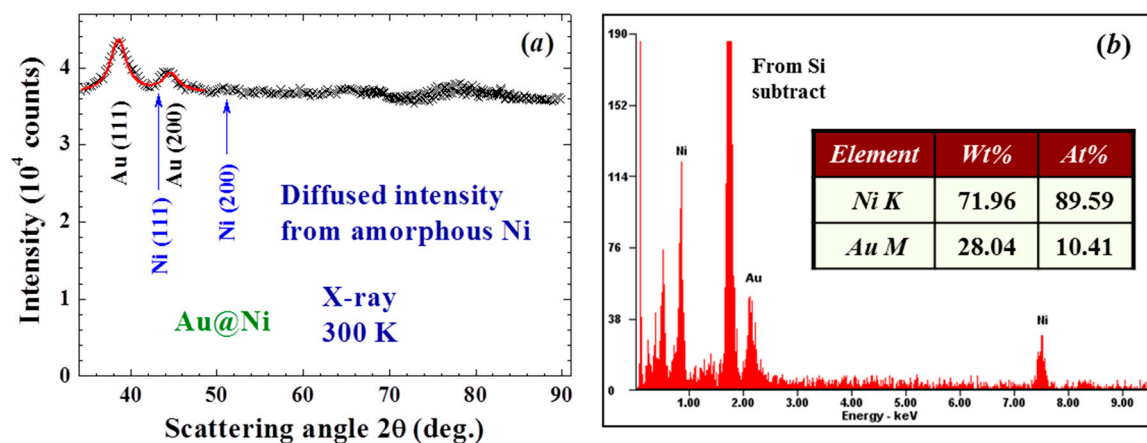 (a)
4
3
2
1
0
Intensity (10⁴ counts)
Au (111)
Ni (111)
Au (200)
Ni (200)
Diffused intensity
from amorphous Ni
X-ray
300 K
Au@Ni
40 50 60 70 80 90
Scattering angle 2θ (deg.)
(b)
190
152
114
76
38
0
Ni
From Si
subtract
Au
Ni
Element Wt% At%
Ni K 71.96 89.59
Au M 28.04 10.41
1.00 2.00 3.00 4.00 5.00 6.00 7.00 8.00 9.00
Energy - keV